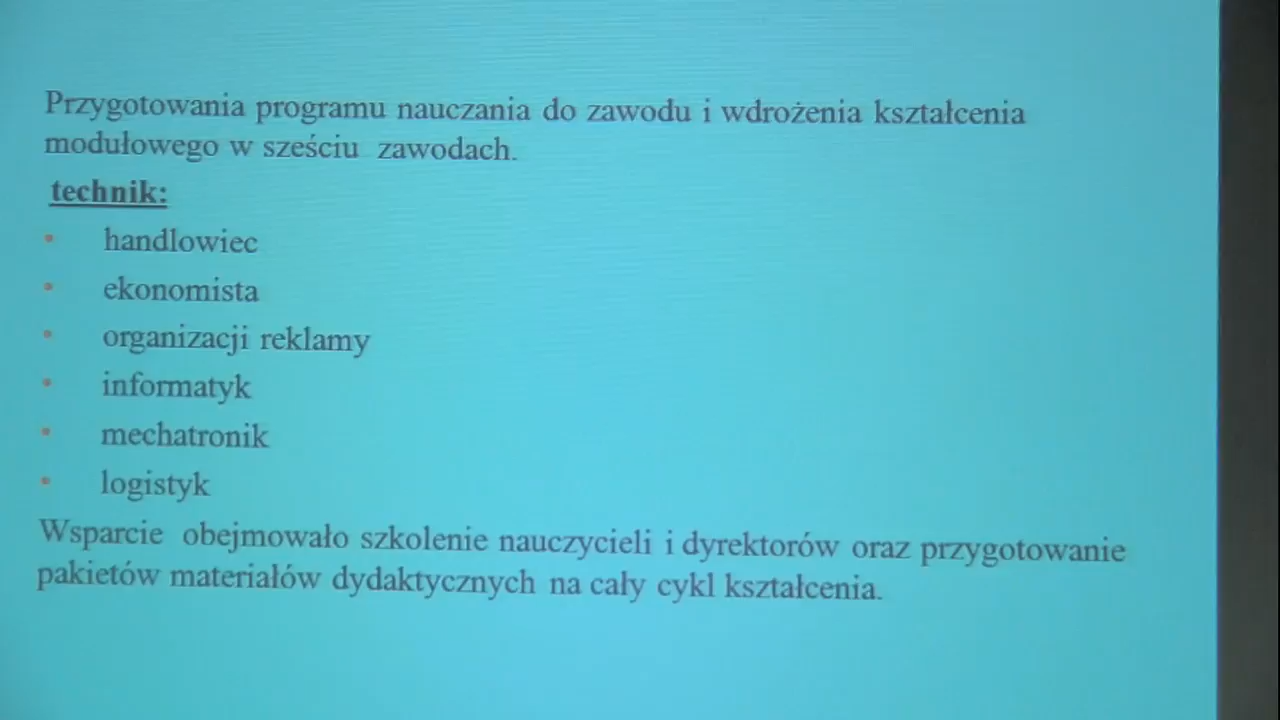 Przygotowania programu nauczania do zawodu i wdrożenia kształcenia
modułowego w sześciu zawodach.
technik:
• handlowiec
• ekonomista
• organizacji reklamy
• informatyk
• mechatronik
• logistyk
Wsparcie obejmowało szkolenie nauczycieli i dyrektorów oraz przygotowanie
pakietów materiałów dydaktycznych na cały cykl kształcenia.